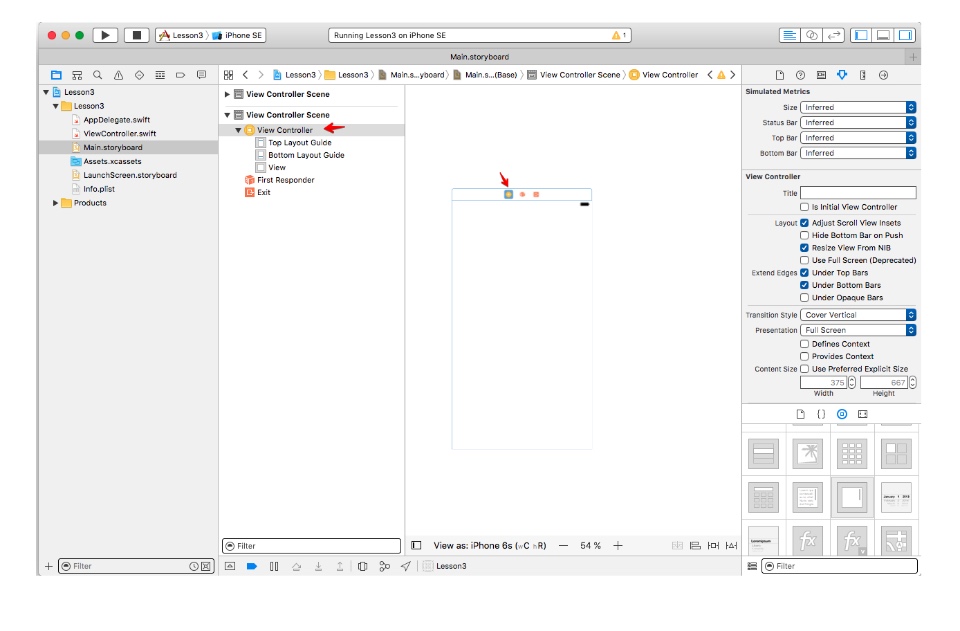 Lesson3 〉 iPhone SE
Running Lesson3 on iPhone SE
1
Main.storyboard
Lesson3 〉 Lesson3 〉 Main.s...yboard 〉 Main.s...(Base) 〉 View Controller Scene 〉 View Controller
Lesson3
Lesson3
AppDelegate.swift
ViewController.swift
Main.storyboard
Assets.xcassets
LaunchScreen.storyboard
Info.plist
Products
Filter
View Controller Scene
View Controller Scene
View Controller
Top Layout Guide
Bottom Layout Guide
View
First Responder
Exit
Filter
View as: iPhone 6s (wC hR) — 54 % +
Lesson3
Simulated Metrics
Size Inferred
Status Bar Inferred
Top Bar Inferred
Bottom Bar Inferred
View Controller
Title
Is Initial View Controller
Layout Adjust Scroll View Insets
Hide Bottom Bar on Push
Resize View From NIB
Use Full Screen (Deprecated)
Extend Edges Under Top Bars
Under Bottom Bars
Under Opaque Bars
Transition Style Cover Vertical
Presentation Full Screen
Defines Context
Provides Context
Content Size Use Preferred Explicit Size
375 667
Width Height
{}
fx fx
Filter